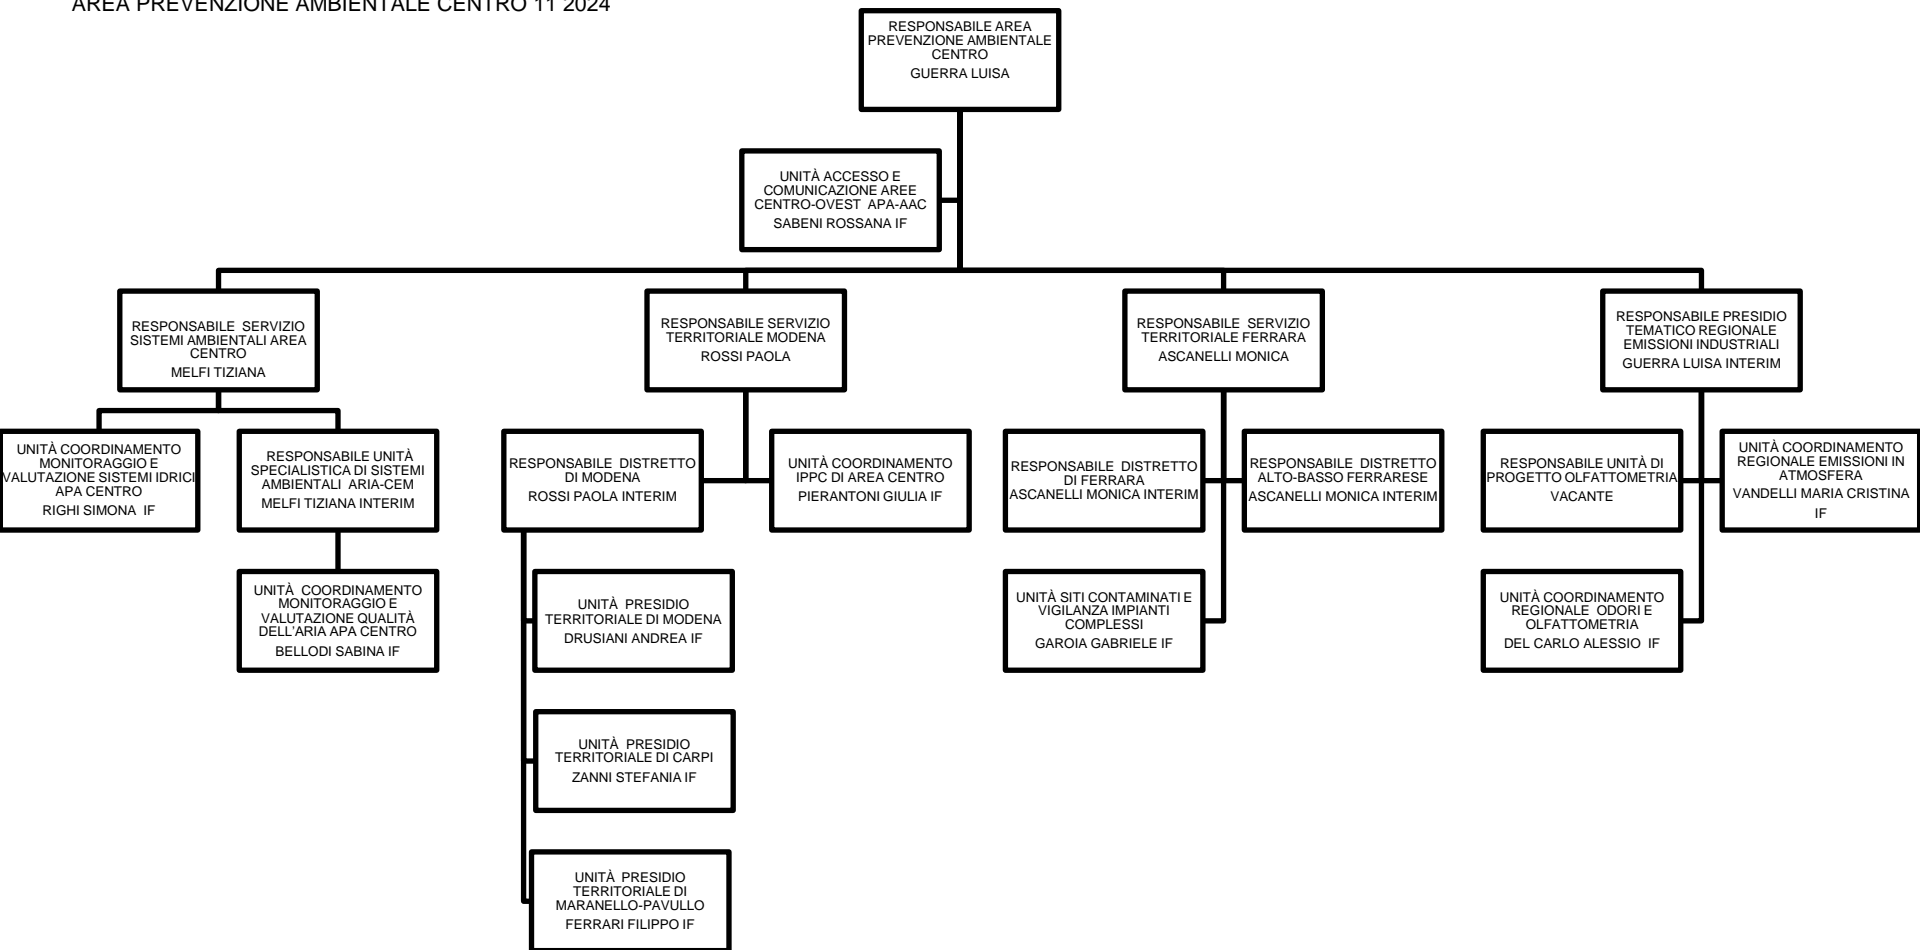 AREA PREVENZIONE AMBIENTALE CENTRO 11 2024
RESPONSABILE AREA
PREVENZIONE AMBIENTALE
CENTRO
GUERRA LUISA
UNITÀ ACCESSO E
COMUNICAZIONE AREE
CENTRO-OVEST APA-AAC
SABENI ROSSANA IF
RESPONSABILE SERVIZIO
SISTEMI AMBIENTALI AREA
CENTRO
MELFI TIZIANA
RESPONSABILE SERVIZIO
TERRITORIALE MODENA
ROSSI PAOLA
RESPONSABILE SERVIZIO
TERRITORIALE FERRARA
ASCANELLI MONICA
RESPONSABILE PRESIDIO
TEMATICO REGIONALE
EMISSIONI INDUSTRIALI
GUERRA LUISA INTERIM
UNITÀ COORDINAMENTO
MONITORAGGIO E
VALUTAZIONE SISTEMI IDRICI
APA CENTRO
RIGHI SIMONA IF
RESPONSABILE UNITÀ
SPECIALISTICA DI SISTEMI
AMBIENTALI ARIA-CEM
MELFI TIZIANA INTERIM
RESPONSABILE DISTRETTO
DI MODENA
ROSSI PAOLA INTERIM
UNITÀ COORDINAMENTO
IPPC DI AREA CENTRO
PIERANTONI GIULIA IF
RESPONSABILE DISTRETTO
DI FERRARA
ASCANELLI MONICA INTERIM
RESPONSABILE DISTRETTO
ALTO-BASSO FERRARESE
ASCANELLI MONICA INTERIM
RESPONSABILE UNITÀ DI
PROGETTO OLFATTOMETRIA
VACANTE
UNITÀ COORDINAMENTO
REGIONALE EMISSIONI IN
ATMOSFERA
VANDELLI MARIA CRISTINA
IF
UNITÀ COORDINAMENTO
MONITORAGGIO E
VALUTAZIONE QUALITÀ
DELL'ARIA APA CENTRO
BELLODI SABINA IF
UNITÀ PRESIDIO
TERRITORIALE DI MODENA
DRUSIANI ANDREA IF
UNITÀ SITI CONTAMINATI E
VIGILANZA IMPIANTI
COMPLESSI
GAROIA GABRIELE IF
UNITÀ COORDINAMENTO
REGIONALE ODORI E
OLFATTOMETRIA
DEL CARLO ALESSIO IF
UNITÀ PRESIDIO
TERRITORIALE DI CARPI
ZANNI STEFANIA IF
UNITÀ PRESIDIO
TERRITORIALE DI
MARANELLO-PAVULLO
FERRARI FILIPPO IF